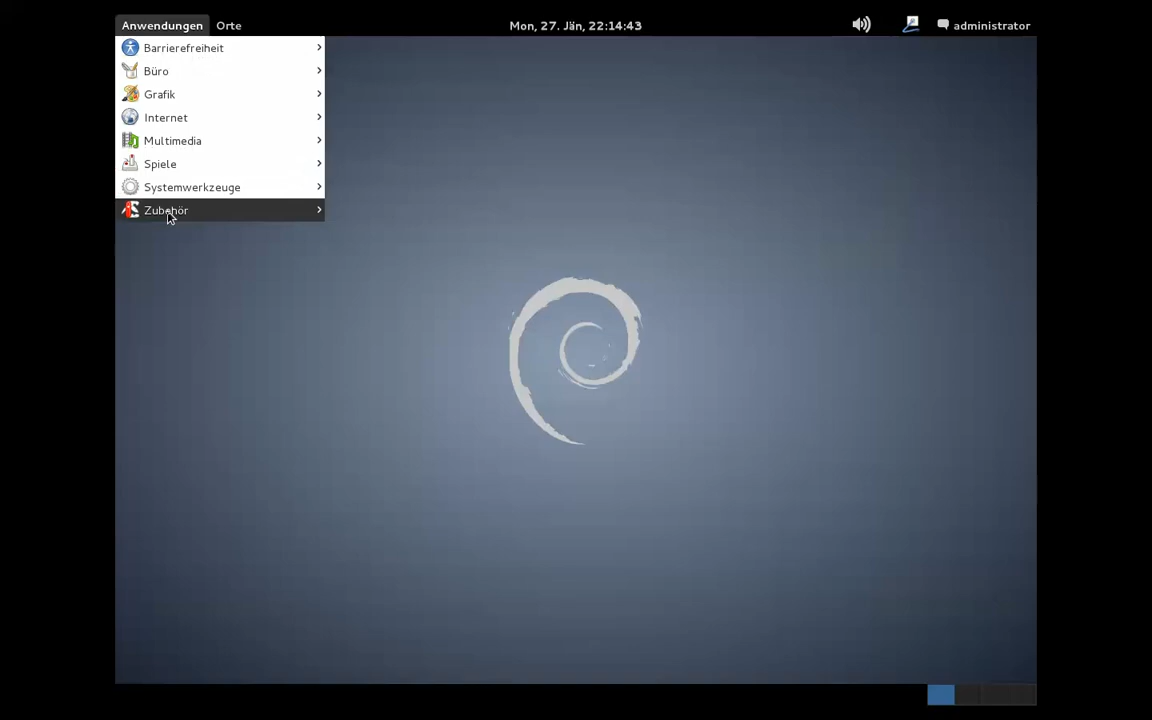 Anwendungen Orte Mon, 27. Jän, 22:14:43 administrator
Barrierefreiheit
Büro
Grafik
Internet
Multimedia
Spiele
Systemwerkzeuge
Zubehör